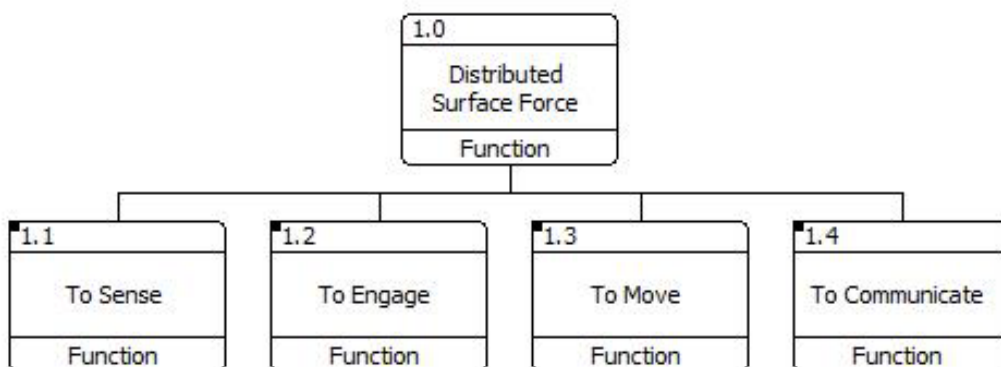 1.0
Distributed
Surface Force
Function
1.1
To Sense
Function
1.2
To Engage
Function
1.3
To Move
Function
1.4
To Communicate
Function